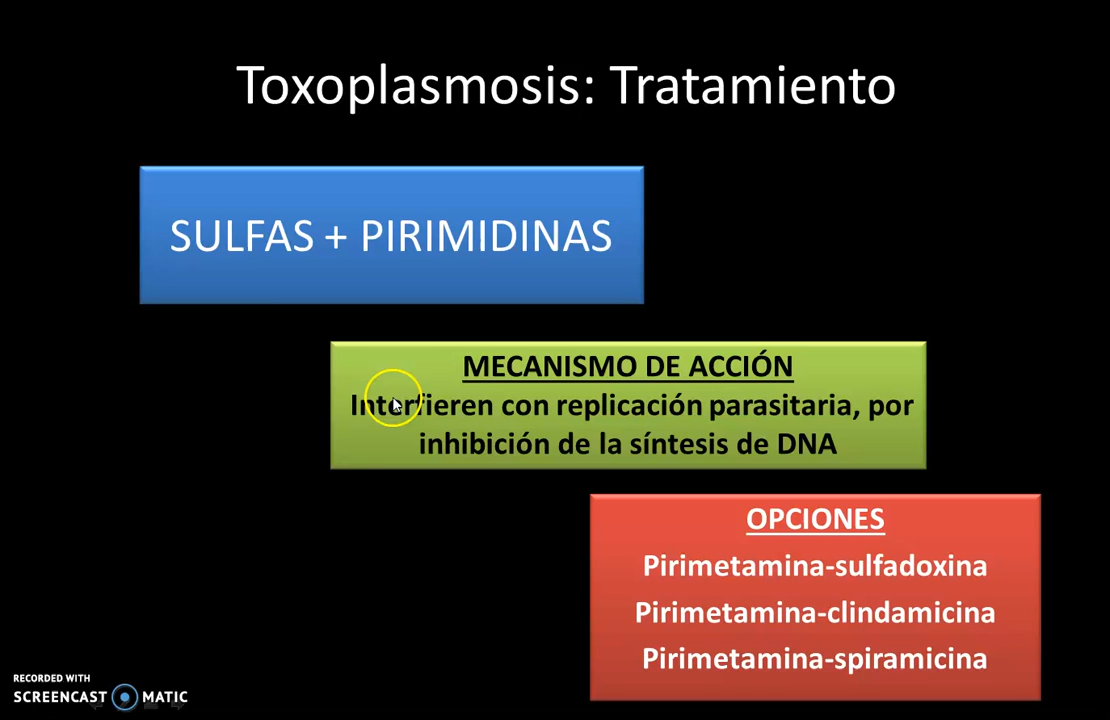 Toxoplasmosis: Tratamiento
SULFAS + PIRIMIDINAS
MECANISMO DE ACCIÓN
Interfieren con replicación parasitaria, por
inhibición de la síntesis de DNA
OPCIONES
Pirimetamina-sulfadoxina
Pirimetamina-clindamicina
Pirimetamina-spiramicina
RECORDED WITH
SCREENCAST MATIC